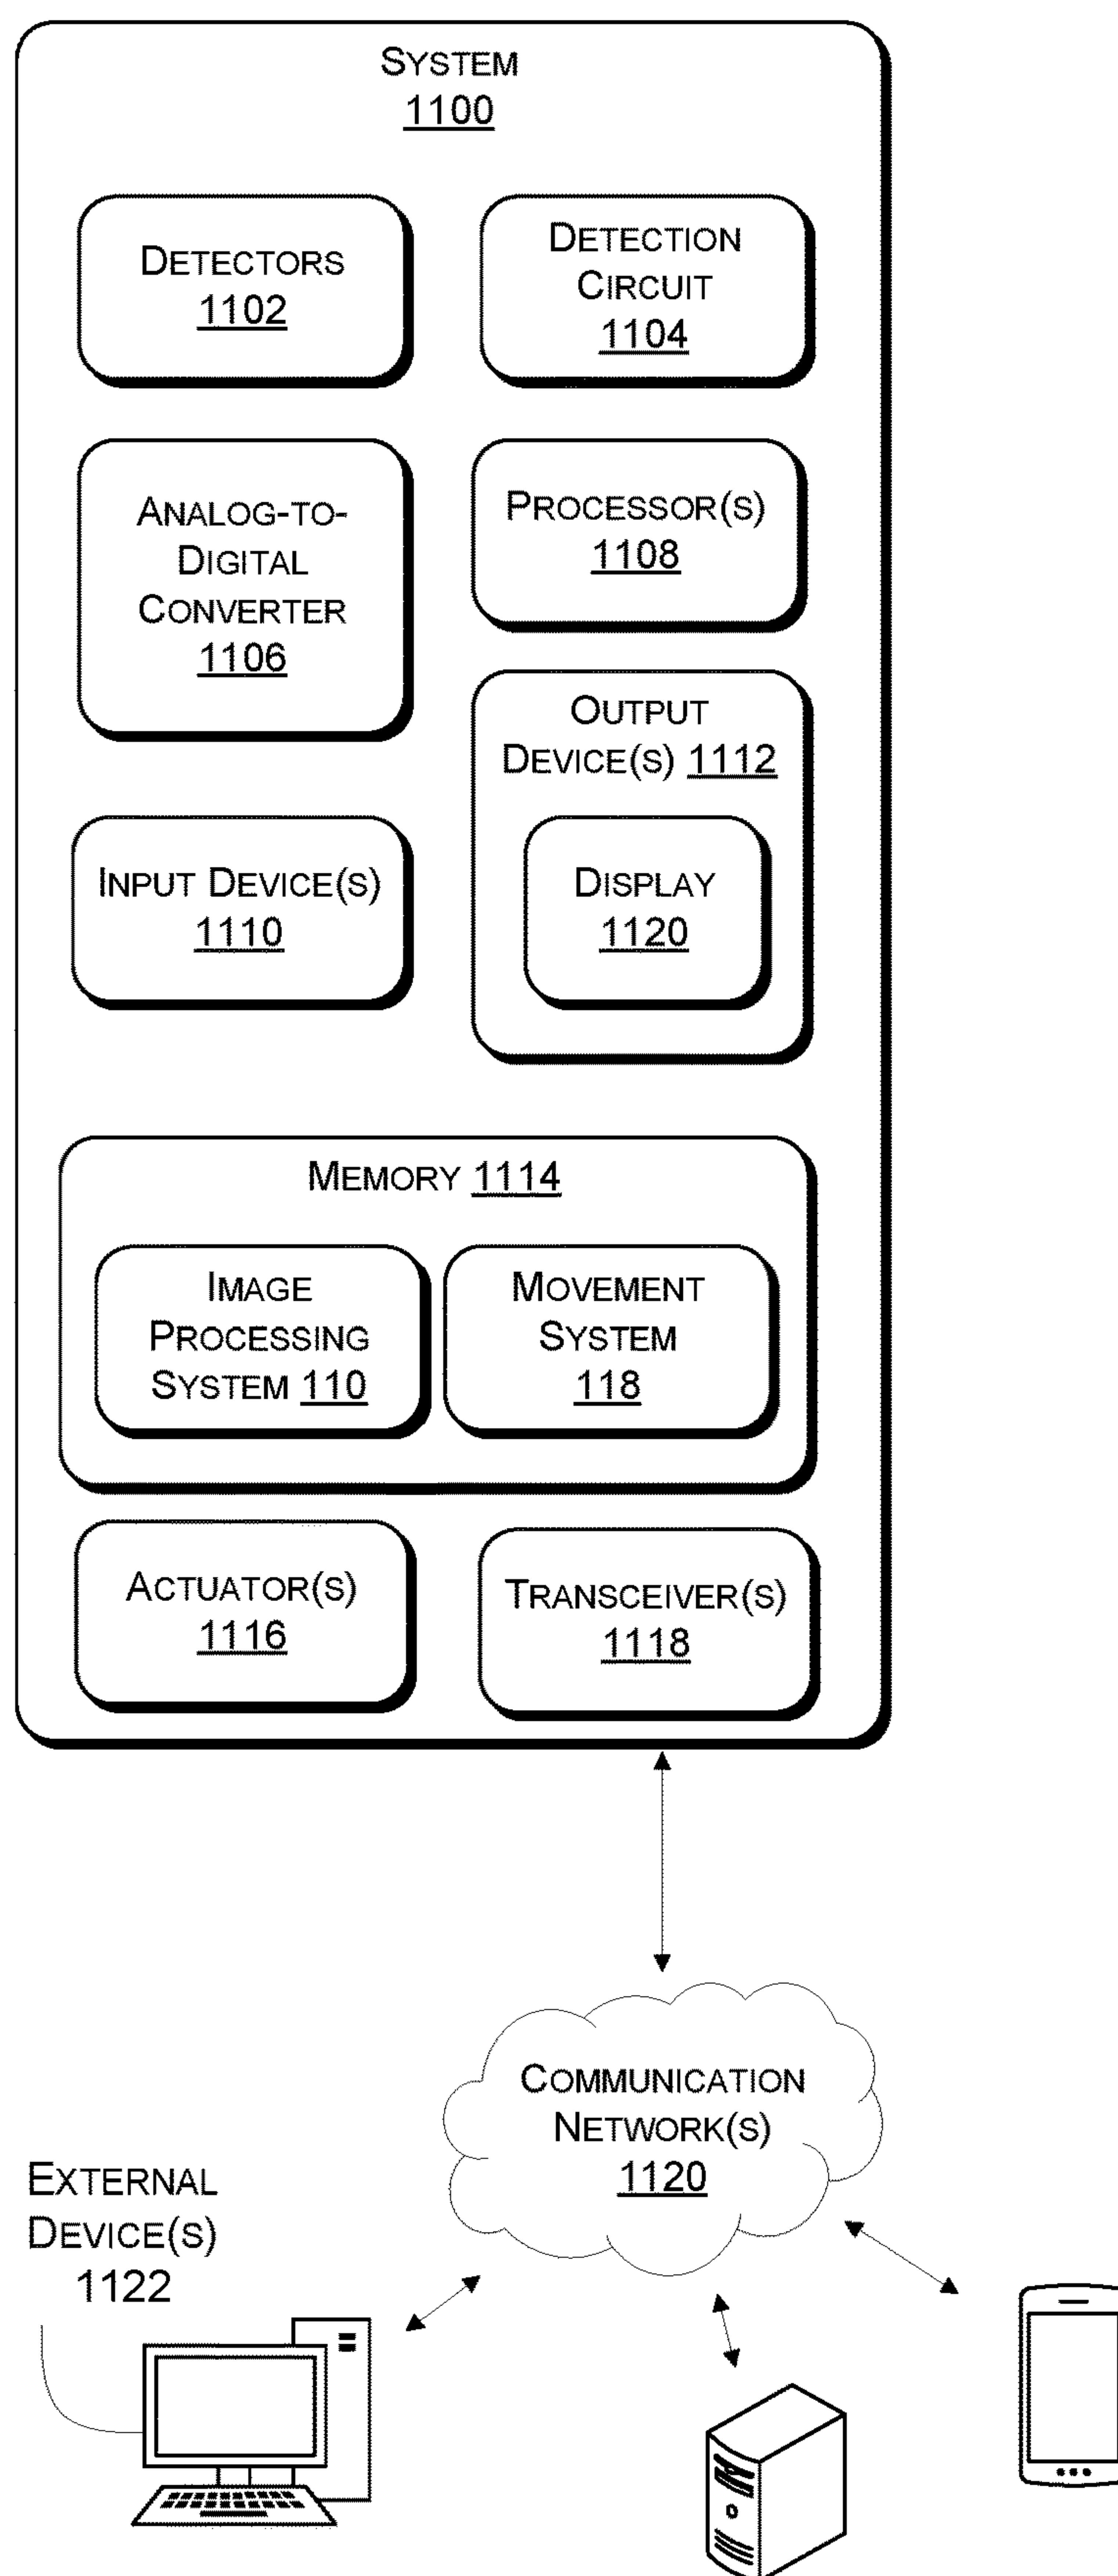 SYSTEM
1100
DETECTORS
1102
DETECTION
CIRCUIT
1104
ANALOG-TO-
DIGITAL
CONVERTER
1106
PROCESSOR(S)
1108
OUTPUT
DEVICE(S) 1112
INPUT DEVICE(S)
1110
DISPLAY
1120
MEMORY 1114
IMAGE
PROCESSING
SYSTEM 110
MOVEMENT
SYSTEM
118
ACTUATOR(S)
1116
TRANSCEIVER(S)
1118
COMMUNICATION
NETWORK(S)
1120
EXTERNAL
DEVICE(S)
1122